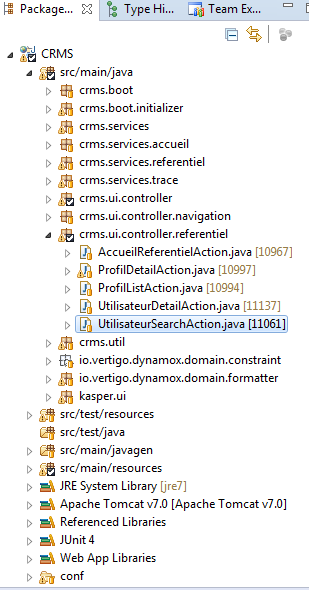 Package... Type Hi... Team Ex...
CRMS
src/main/java
crms.boot
crms.boot.initializer
crms.services
crms.services.accueil
crms.services.referentiel
crms.services.trace
crms.ui.controller
crms.ui.controller.navigation
crms.ui.controller.referentiel
AccueilReferentielAction.java [10967]
ProfilDetailAction.java [10997]
ProfilListAction.java [10994]
UtilisateurDetailAction.java [11137]
UtilisateurSearchAction.java [11061]
crms.util
io.vertigo.dynamox.domain.constraint
io.vertigo.dynamox.domain.formatter
kasper.ui
src/test/resources
src/test/java
src/main/javagen
src/main/resources
JRE System Library [jre7]
Apache Tomcat v7.0 [Apache Tomcat v7.0]
Referenced Libraries
JUnit 4
Web App Libraries
conf